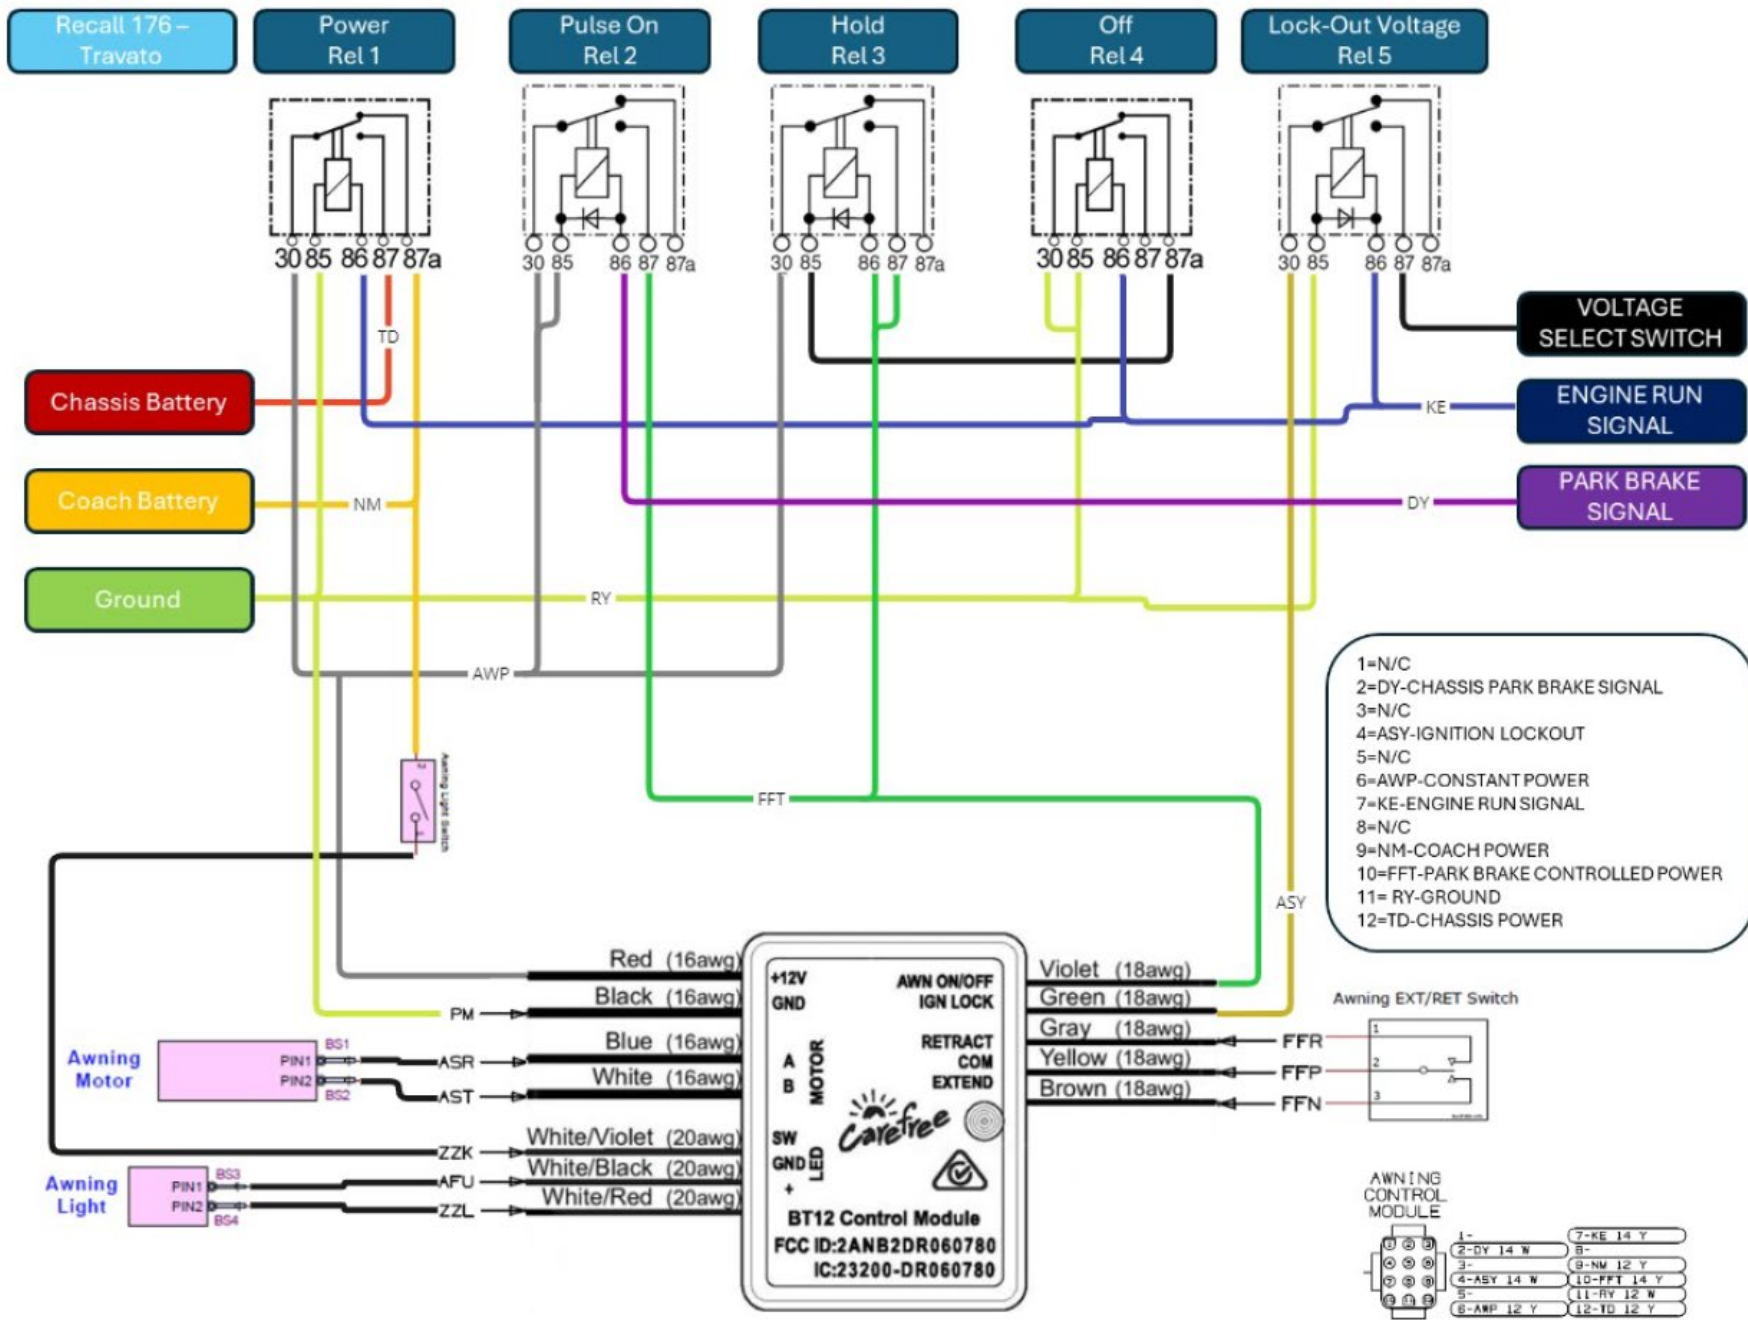 Recall 176 –
Travato
Power
Rel 1
Pulse On
Rel 2
Hold
Rel 3
Off
Rel 4
Lock-Out Voltage
Rel 5
30 85 86 87 87a
30 85 86 87 87a
30 85 86 87 87a
30 85 86 87 87a
30 85 86 87 87a
TD
VOLTAGE
SELECT SWITCH
Chassis Battery
KE
ENGINE RUN
SIGNAL
Coach Battery
NM
DY
PARK BRAKE
SIGNAL
Ground
RY
AWP
1=N/C
2=DY-CHASSIS PARK BRAKE SIGNAL
3=N/C
4=ASY-IGNITION LOCKOUT
5=N/C
6=AWP-CONSTANT POWER
7=KE-ENGINE RUN SIGNAL
8=N/C
9=NM-COACH POWER
10=FFT-PARK BRAKE CONTROLLED POWER
11= RY-GROUND
12=TD-CHASSIS POWER
Awning Light Switch
FFT
ASY
Red (16awg)
Black (16awg)
PM
Blue (16awg)
ASR
White (16awg)
AST
White/Violet (20awg)
ZZK
White/Black (20awg)
AFU
White/Red (20awg)
ZZL
Awning
Motor
PIN1
PIN2
BS1
BS2
Awning
Light
PIN1
PIN2
BS3
BS4
+12V
GND
A
B
MOTOR
SW
GND
+
LED
AWN ON/OFF
IGN LOCK
RETRACT
COM
EXTEND
Carefree
BT12 Control Module
FCC ID:2ANB2DR060780
IC:23200-DR060780
Violet (18awg)
Green (18awg)
Gray (18awg)
Yellow (18awg)
Brown (18awg)
FFR
FFP
FFN
Awning EXT/RET Switch
1
2
3
AWNING
CONTROL
MODULE
1-
2-DY 14 W
3-
4-ASY 14 W
5-
6-AWP 12 Y
7-KE 14 Y
8-
9-NM 12 Y
10-FFT 14 Y
11-RY 12 W
12-TD 12 Y